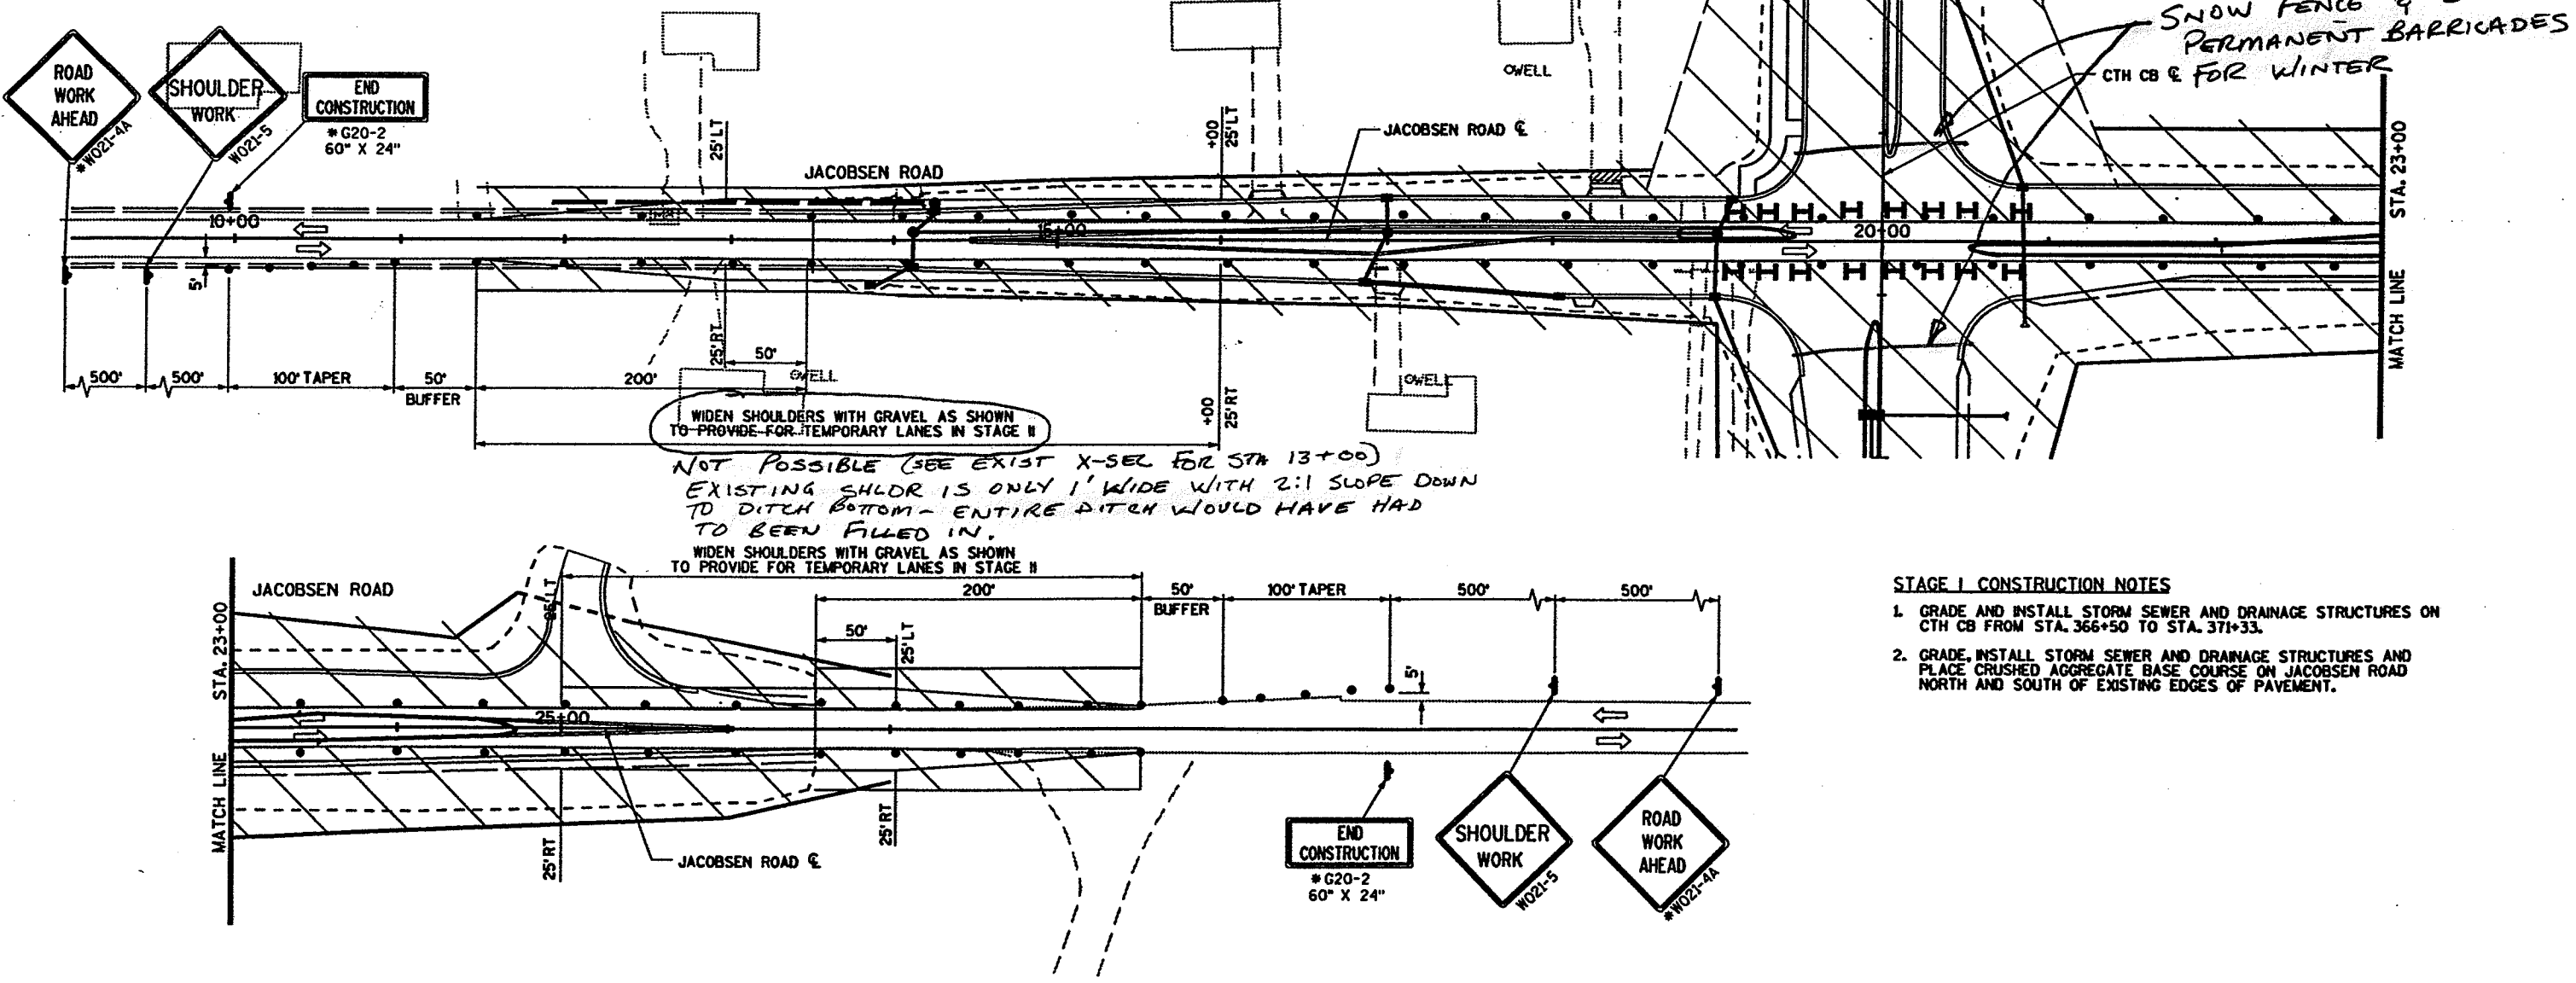 SNOW FENCE &
PERMANENT BARRICADES
FOR WINTER
CTH CB ℄
ROAD
WORK
AHEAD
*WO21-4A
SHOULDER
WORK
WO21-5
END
CONSTRUCTION
*G20-2
60" X 24"
25'LT
+00
25'LT
OWELL
JACOBSEN ROAD ℄
JACOBSEN ROAD
STA. 23+00
MATCH LINE
10+00
15+00
20+00
5'
25'RT
50'
OWELL
OWELL
500'
500'
100' TAPER
50'
BUFFER
200'
+00
25'RT
WIDEN SHOULDERS WITH GRAVEL AS SHOWN
TO PROVIDE FOR TEMPORARY LANES IN STAGE II
NOT POSSIBLE (SEE EXIST X-SEC FOR STA 13+00)
EXISTING SHLDR IS ONLY 1' WIDE WITH 2:1 SLOPE DOWN
TO DITCH BOTTOM - ENTIRE DITCH WOULD HAVE HAD
TO BEEN FILLED IN.
WIDEN SHOULDERS WITH GRAVEL AS SHOWN
TO PROVIDE FOR TEMPORARY LANES IN STAGE II
JACOBSEN ROAD
STA. 23+00
MATCH LINE
25'LT
200'
50'
BUFFER
100' TAPER
500'
500'
50'
25'LT
5'
25+00
25'RT
25'RT
JACOBSEN ROAD ℄
END
CONSTRUCTION
*G20-2
60" X 24"
SHOULDER
WORK
WO21-5
ROAD
WORK
AHEAD
*WO21-4A
STAGE I CONSTRUCTION NOTES
1. GRADE AND INSTALL STORM SEWER AND DRAINAGE STRUCTURES ON
CTH CB FROM STA. 366+50 TO STA. 371+33.
2. GRADE, INSTALL STORM SEWER AND DRAINAGE STRUCTURES AND
PLACE CRUSHED AGGREGATE BASE COURSE ON JACOBSEN ROAD
NORTH AND SOUTH OF EXISTING EDGES OF PAVEMENT.